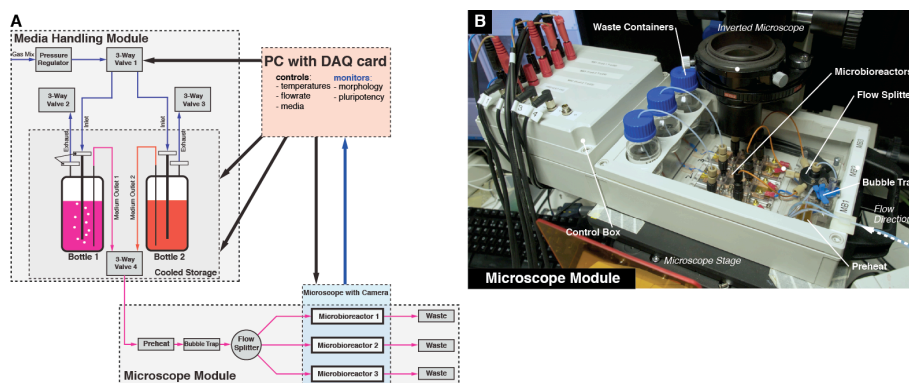 A
Media Handling Module
Gas Mix
Pressure
Regulator
3-Way
Valve 1
3-Way
Valve 2
3-Way
Valve 3
Exhaust
Inlet
Inlet
Exhaust
Medium Outlet 1
Medium Outlet 2
Bottle 1
Bottle 2
3-Way
Valve 4
Cooled Storage
PC with DAQ card
controls:
- temperatures
- flowrate
- media
monitors:
- morphology
- pluripotency
Microscope with Camera
Preheat
Bubble Trap
Flow
Splitter
Microbioreactor 1
Microbioreactor 2
Microbioreactor 3
Waste
Waste
Waste
Microscope Module
B
Waste Containers
Inverted Microscope
Microbioreactors
Flow Splitter
Bubble Trap
Flow
Direction
Preheat
Control Box
Microscope Stage
MB1
Microscope Module